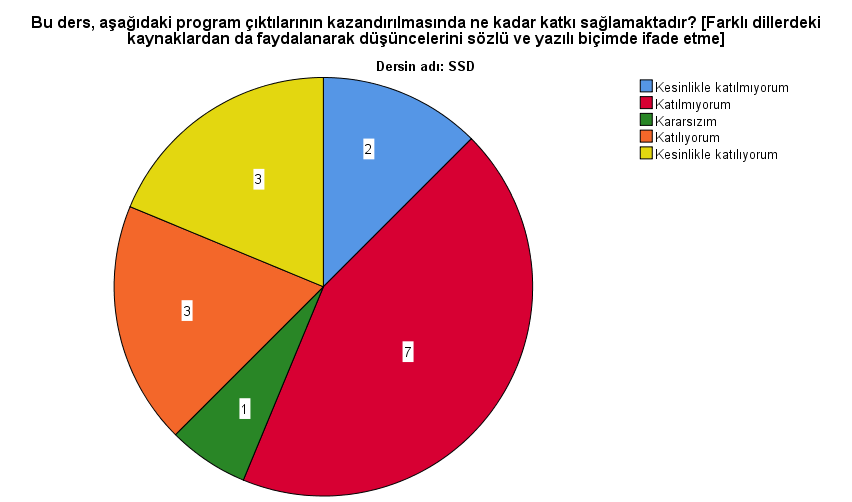 Bu ders, aşağıdaki program çıktılarının kazandırılmasında ne kadar katkı sağlamaktadır? [Farklı dillerdeki
kaynaklardan da faydalanarak düşüncelerini sözlü ve yazılı biçimde ifade etme]
Dersin adı: SSD
Kesinlikle katılmıyorum
Katılmıyorum
Kararsızım
Katılıyorum
Kesinlikle katılıyorum
2
3
3
7
1